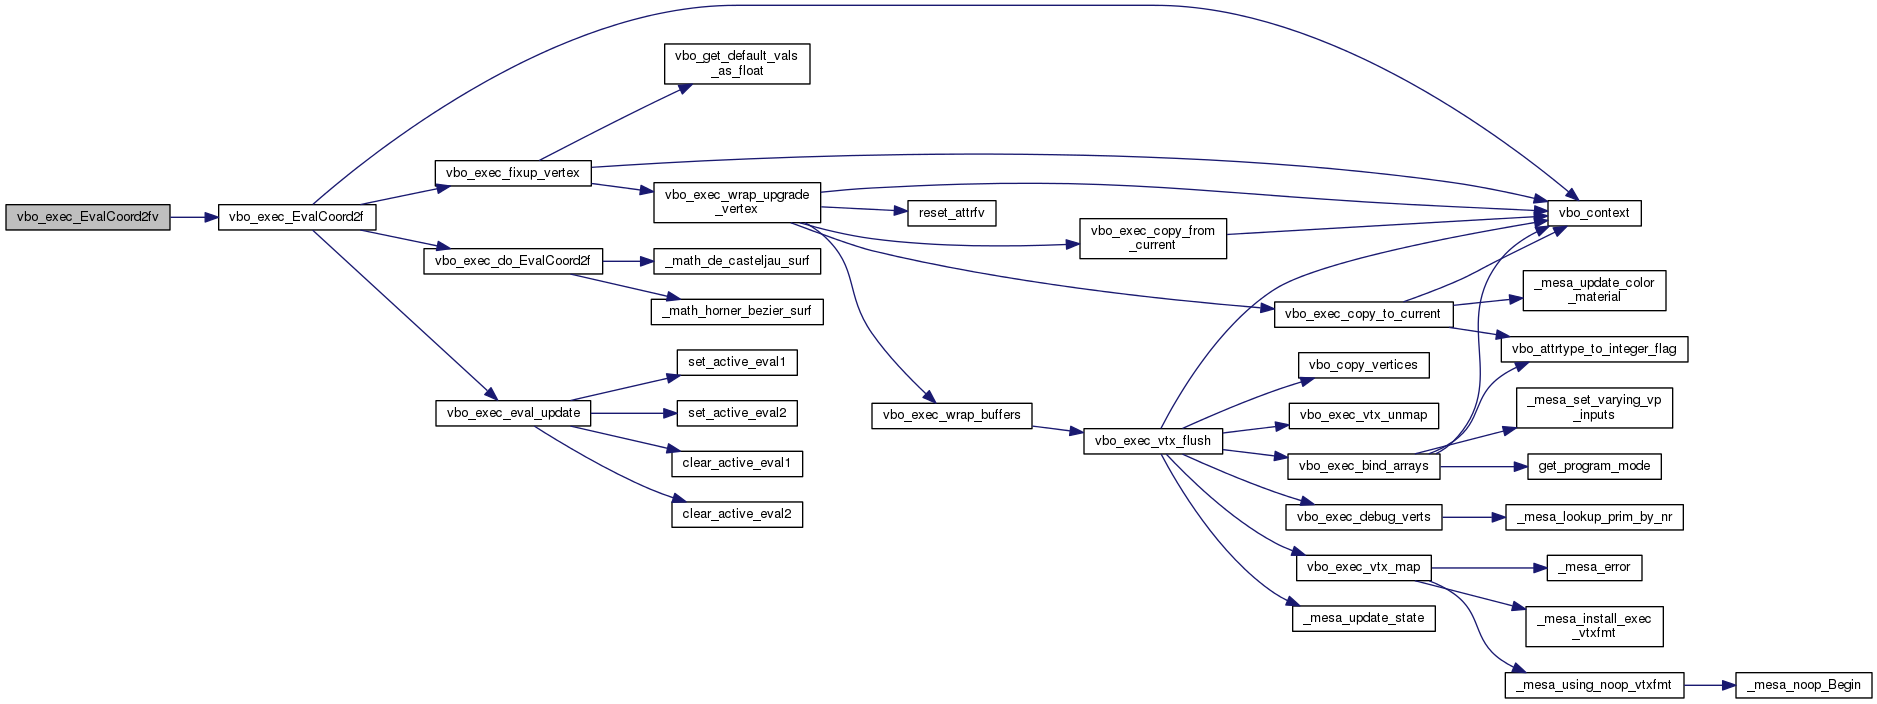 vbo_exec_EvalCoord2fv
vbo_exec_EvalCoord2f
vbo_get_default_vals
_as_float
vbo_exec_fixup_vertex
vbo_exec_wrap_upgrade
_vertex
reset_attrfv
vbo_exec_copy_from
_current
vbo_context
vbo_exec_do_EvalCoord2f
_math_de_casteljau_surf
_math_horner_bezier_surf
vbo_exec_copy_to_current
_mesa_update_color
_material
vbo_attrtype_to_integer_flag
vbo_exec_eval_update
set_active_eval1
set_active_eval2
clear_active_eval1
clear_active_eval2
vbo_exec_wrap_buffers
vbo_exec_vtx_flush
vbo_copy_vertices
vbo_exec_vtx_unmap
vbo_exec_bind_arrays
_mesa_set_varying_vp
_inputs
get_program_mode
vbo_exec_debug_verts
_mesa_lookup_prim_by_nr
vbo_exec_vtx_map
_mesa_error
_mesa_update_state
_mesa_install_exec
_vtxfmt
_mesa_using_noop_vtxfmt
_mesa_noop_Begin